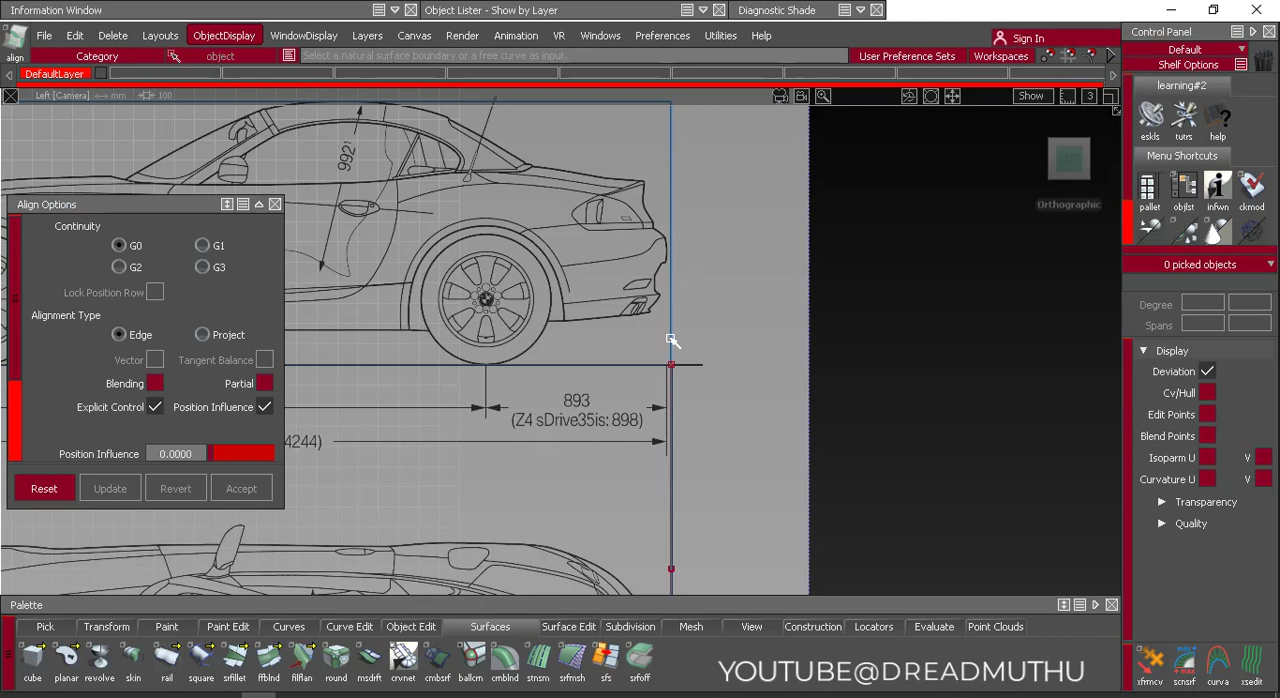 Information Window
Object Lister - Show by Layer
Diagnostic Shade
Control Panel
align
File Edit Delete Layouts ObjectDisplay WindowDisplay Layers Canvas Render Animation VR Windows Preferences Utilities Help
Sign In
Category
object
Select a natural surface boundary or a free curve as input.
User Preference Sets
Workspaces
Default
Shelf Options
DefaultLayer
Left [Camera] mm 100
Show
3
learning#2
eskls tutrs help
Menu Shortcuts
pallet objlst infwn ckmod
Orthographic
992
Align Options
Continuity
G0 G1
G2 G3
Lock Position Row
Alignment Type
Edge Project
Vector Tangent Balance
Blending Partial
Explicit Control Position Influence
Position Influence 0.0000
Reset Update Revert Accept
893
(Z4 sDrive35is: 898)
4244)
0 picked objects
Degree
Spans
Display
Deviation
Cv/Hull
Edit Points
Blend Points
Isoparm U V
Curvature U V
Transparency
Quality
Palette
Pick Transform Paint Paint Edit Curves Curve Edit Object Edit Surfaces Surface Edit Subdivision Mesh View Construction Locators Evaluate Point Clouds
cube planar revolve skin rail square srfillet ffblnd filflan round msdrft crvnet cmbsrf ballcrn cmblnd stnsrn srfmsh sfs srfoff
YOUTUBE@DREADMUTHU
xfrmcv scnsrf curva xsedit